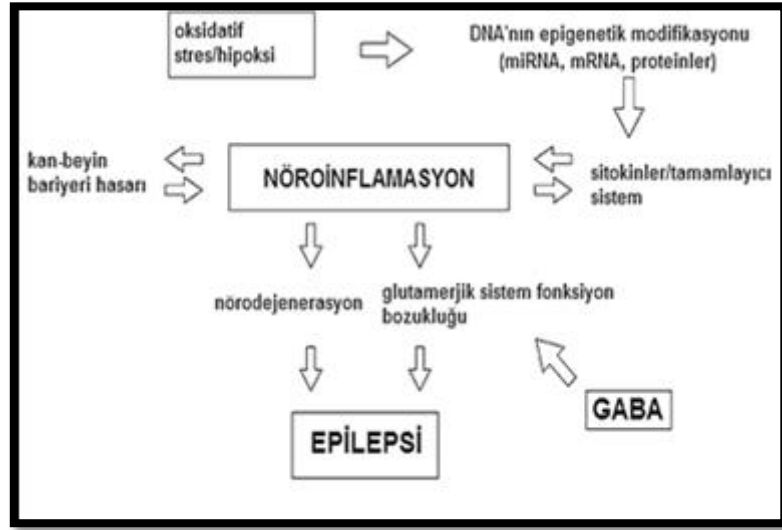 oksidatif
stres/hipoksi
DNA'nın epigenetik modifikasyonu
(miRNA, mRNA, proteinler)
kan-beyin
bariyeri hasarı
NÖROİNFLAMASYON
sitokinler/tamamlayıcı
sistem
nörodejenerasyon
glutamerjik sistem fonksiyon
bozukluğu
GABA
EPİLEPSİ